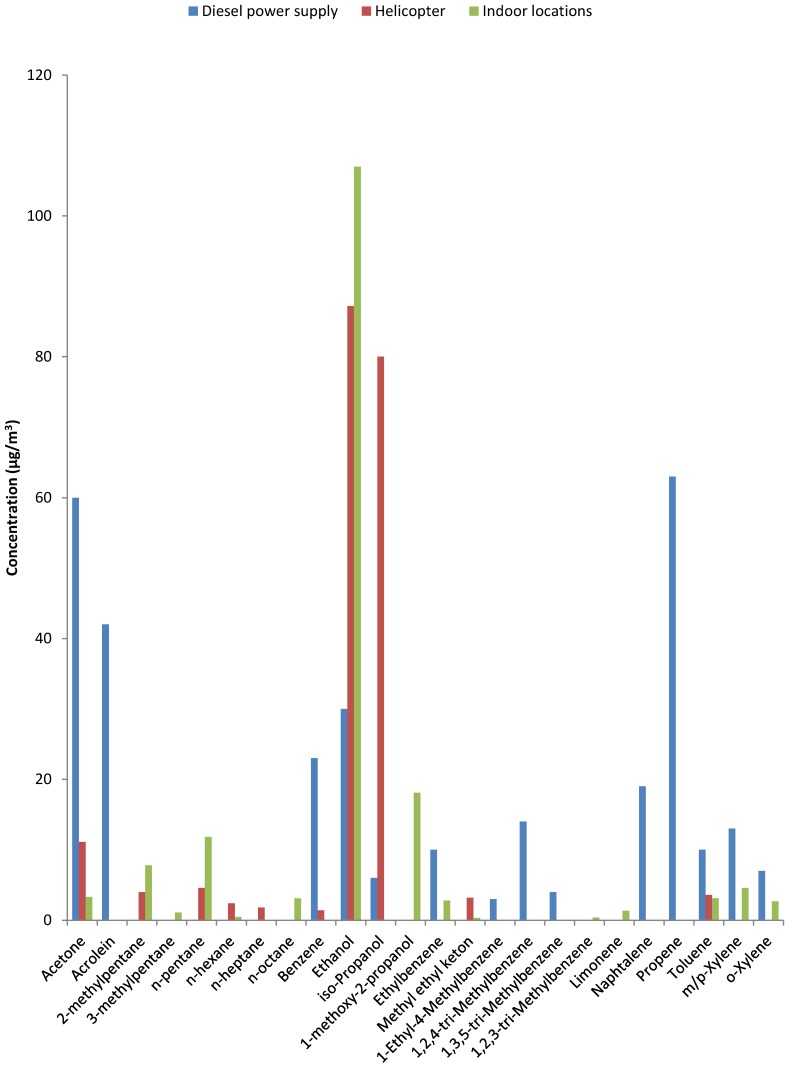 Diesel power supply Helicopter Indoor locations
120
100
80
60
40
20
0
Concentration (µg/m³)
Acetone
Acrolein
2-methylpentane
3-methylpentane
n-pentane
n-hexane
n-heptane
n-octane
Benzene
Ethanol
iso-Propanol
1-methoxy-2-propanol
Ethylbenzene
Methyl ethyl keton
1-Ethyl-4-Methylbenzene
1,2,4-tri-Methylbenzene
1,3,5-tri-Methylbenzene
1,2,3-tri-Methylbenzene
Limonene
Naphtalene
Propene
Toluene
m/p-Xylene
o-Xylene